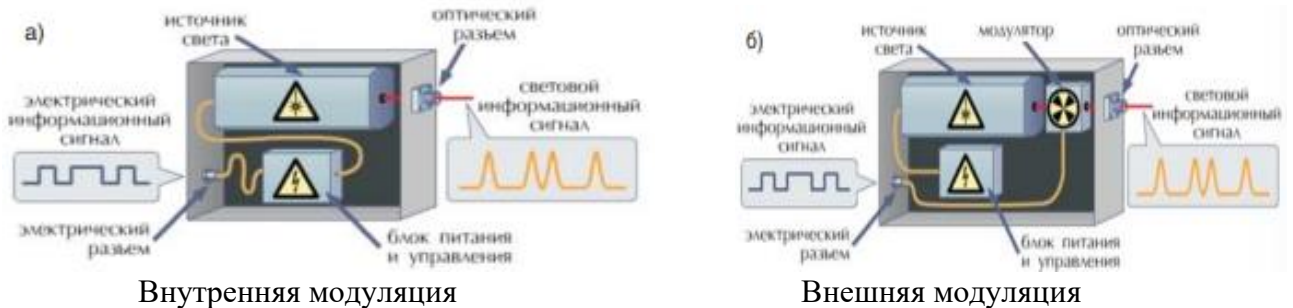 а)
источник
света
оптический
разъем
электрический
информационный
сигнал
световой
информационный
сигнал
электрический
разъем
блок питания
и управления
Внутренняя модуляция
б)
источник
света
модулятор
оптический
разъем
электрический
информационный
сигнал
световой
информационный
сигнал
электрический
разъем
блок питания
и управления
Внешняя модуляция